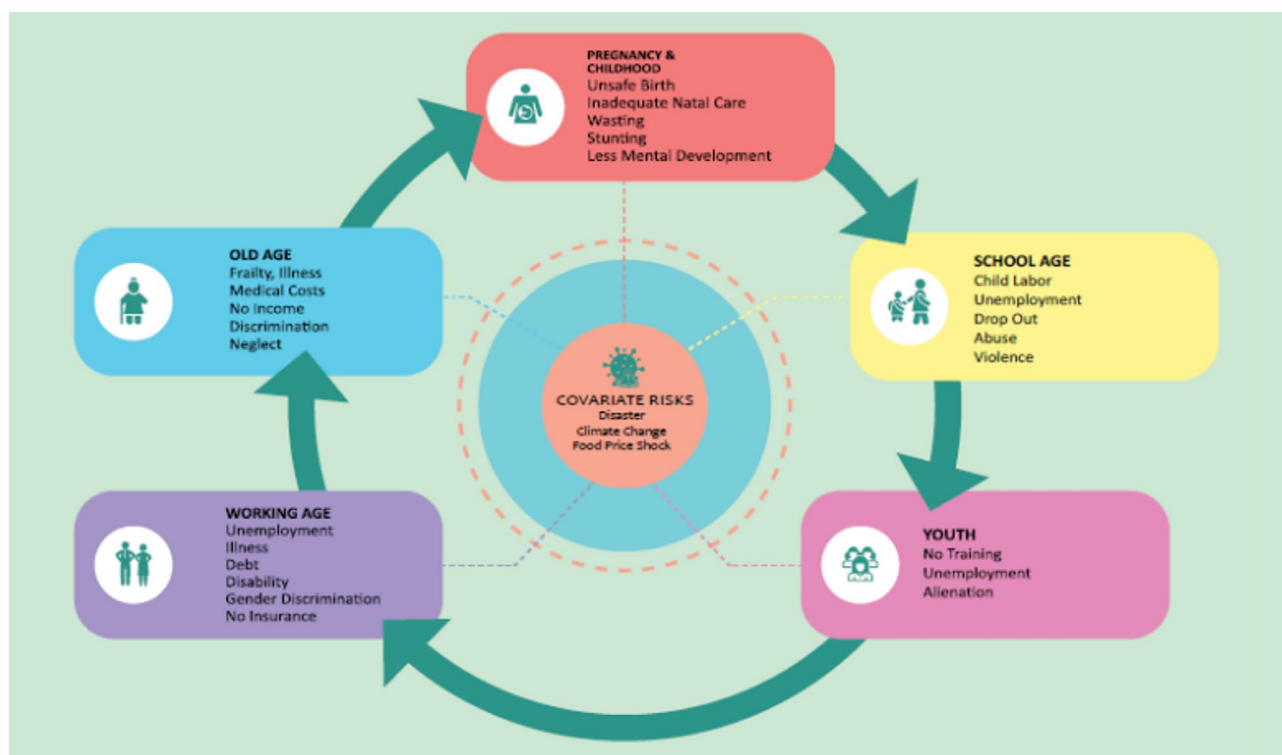 PREGNANCY &
CHILDHOOD
Unsafe Birth
Inadequate Natal Care
Wasting
Stunting
Less Mental Development
SCHOOL AGE
Child Labor
Unemployment
Drop Out
Abuse
Violence
YOUTH
No Training
Unemployment
Alienation
WORKING AGE
Unemployment
Illness
Debt
Disability
Gender Discrimination
No Insurance
OLD AGE
Frailty, Illness
Medical Costs
No Income
Discrimination
Neglect
COVARIATE RISKS
Disaster
Climate Change
Food Price Shock